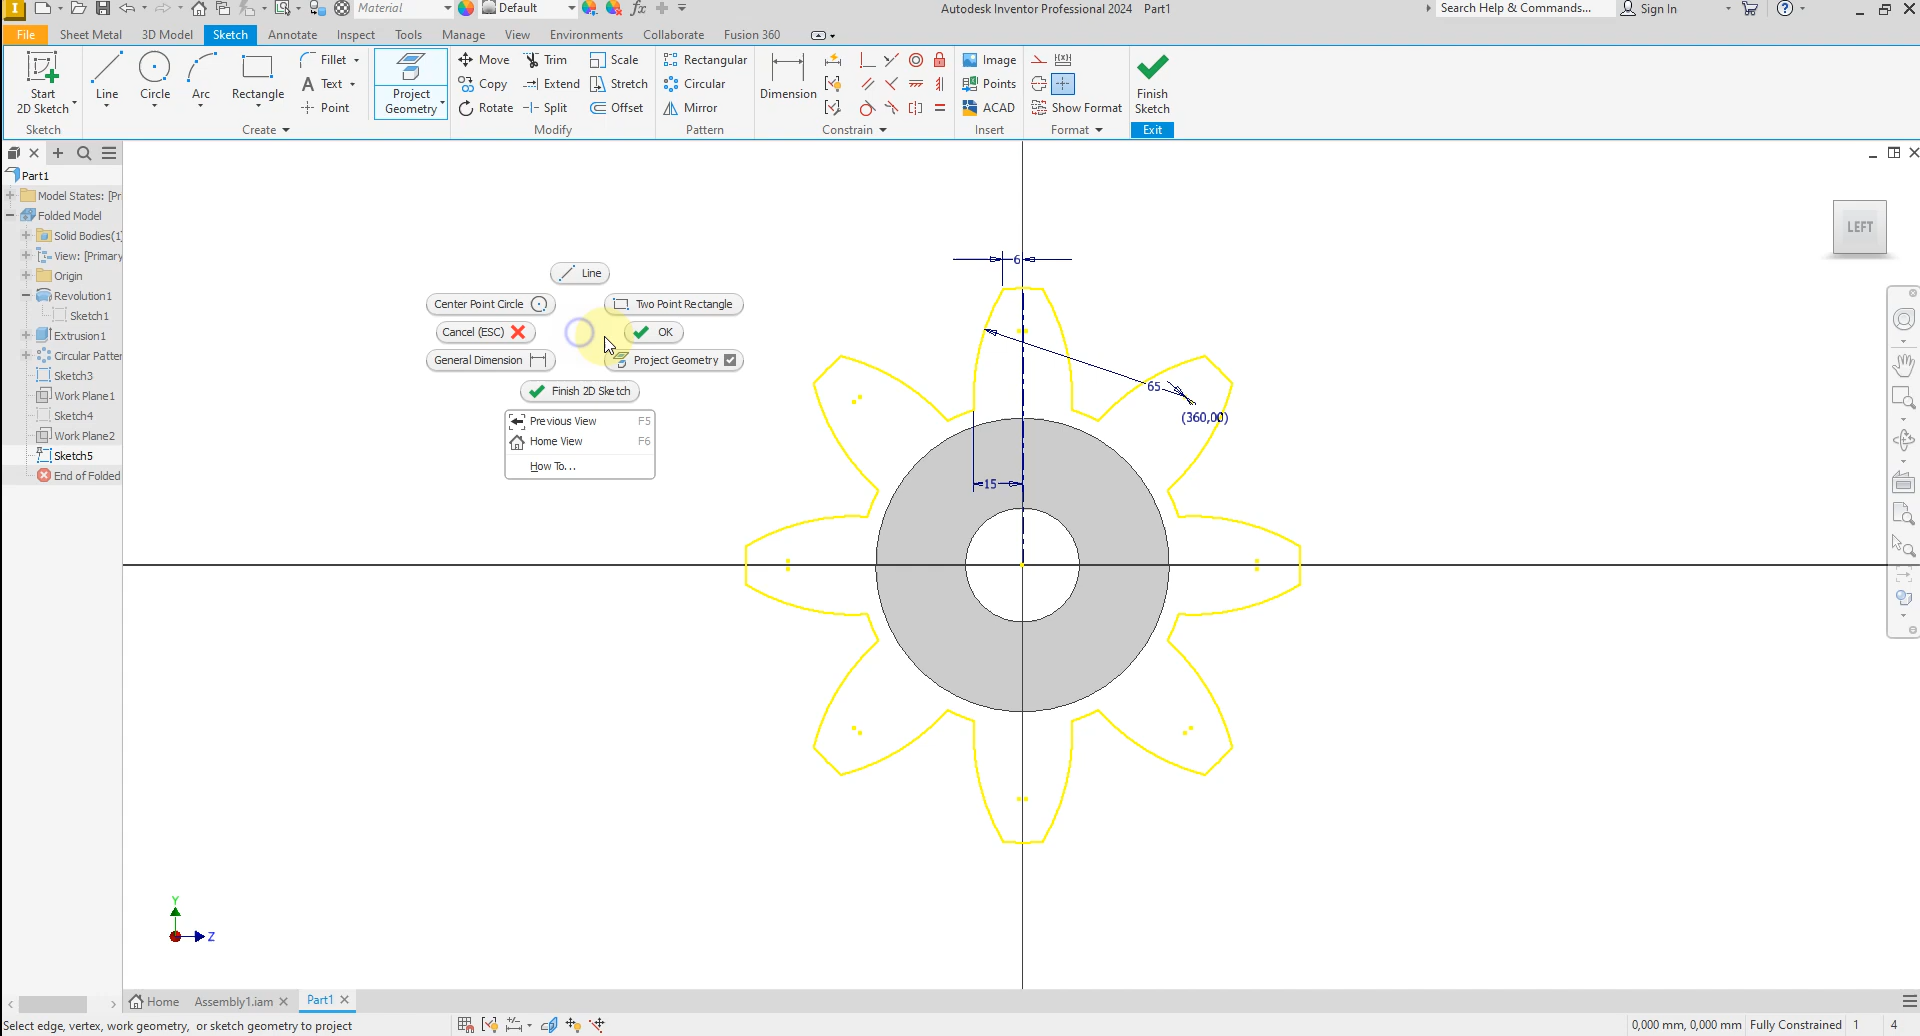 Material
Default
Autodesk Inventor Professional 2024 Part1
Search Help & Commands...
Sign In
File Sheet Metal 3D Model Sketch Annotate Inspect Tools Manage View Environments Collaborate Fusion 360
Start
2D Sketch
Line
Circle
Arc
Rectangle
Fillet
Text
Point
Project
Geometry
Move
Copy
Rotate
Trim
Extend
Split
Scale
Stretch
Offset
Rectangular
Circular
Mirror
Dimension
Image
Points
ACAD
Show Format
Finish
Sketch
Sketch
Create
Modify
Pattern
Constrain
Insert
Format
Exit
Part1
Model States: [Pr
Folded Model
Solid Bodies(1)
View: [Primary
Origin
Revolution1
Sketch1
Extrusion1
Circular Patter
Sketch3
Work Plane1
Sketch4
Work Plane2
Sketch5
End of Folded
Line
Center Point Circle
Two Point Rectangle
Cancel (ESC)
OK
General Dimension
Project Geometry
Finish 2D Sketch
Previous View F5
Home View F6
How To...
6
65
(360,00)
15
LEFT
Y
Z
Home
Assembly1.iam
Part1
Select edge, vertex, work geometry, or sketch geometry to project
0,000 mm, 0,000 mm Fully Constrained 1 4